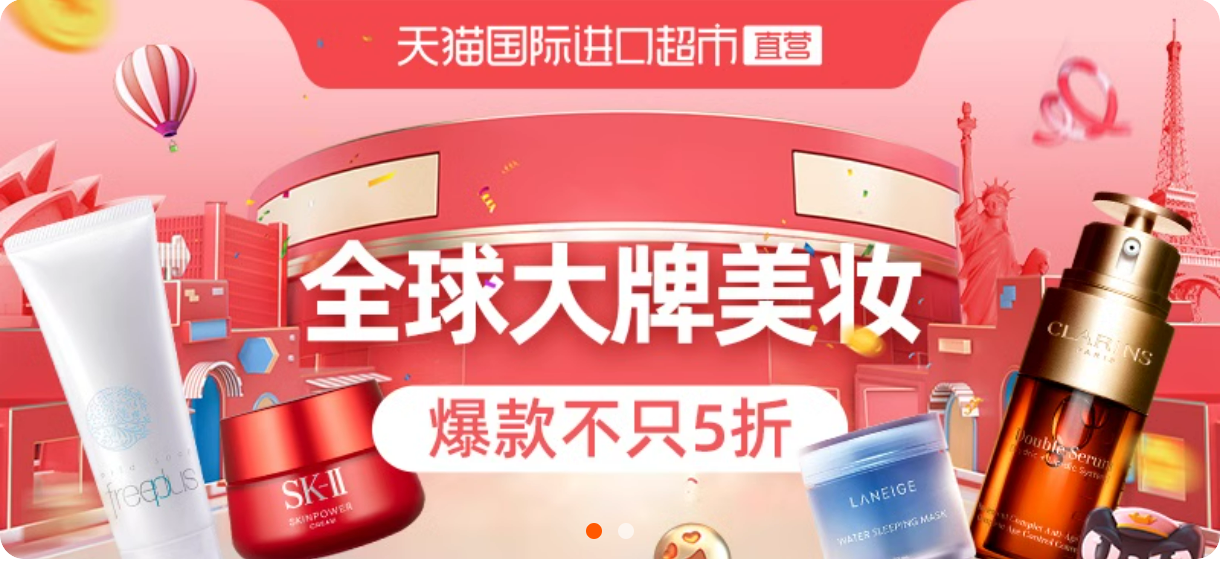 天猫国际进口超市 直营
全球大牌美妆
爆款不只5折
freeplus
SK-II
SKINPOWER
CREAM
LANEIGE
WATER SLEEPING MASK
CLARINS
PARIS
Double Serum